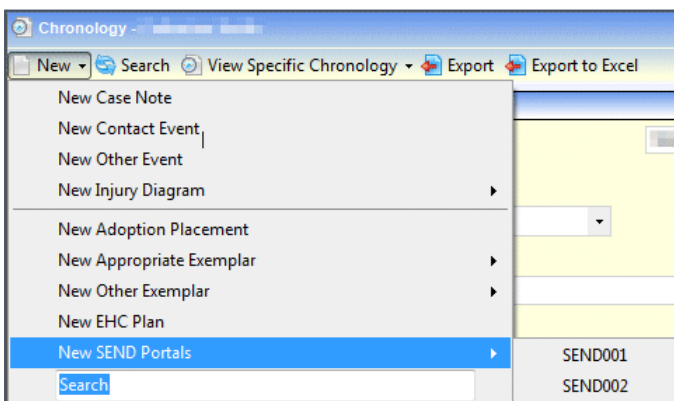 Chronology -
New Search View Specific Chronology Export Export to Excel
New Case Note
New Contact Event
New Other Event
New Injury Diagram
New Adoption Placement
New Appropriate Exemplar
New Other Exemplar
New EHC Plan
New SEND Portals SEND001
Search SEND002